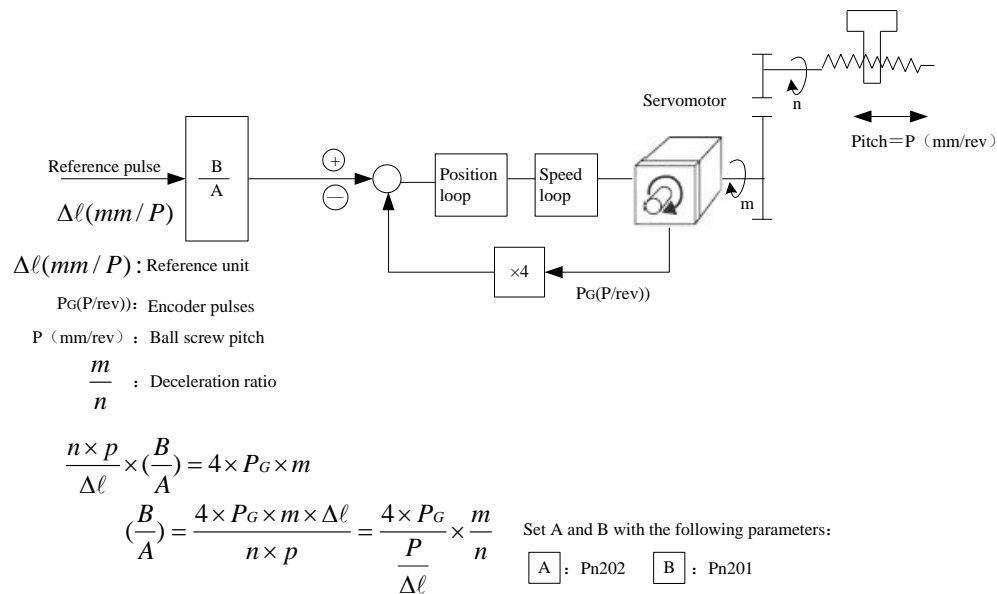 n
Servomotor
Pitch＝P（mm/rev）
Reference pulse
Δℓ(mm/P)
B
A
+
—
Position
loop
Speed
loop
m
×4
PG(P/rev))
Δℓ(mm/P):Reference unit
PG(P/rev))：Encoder pulses
P（mm/rev）：Ball screw pitch
m/n ：Deceleration ratio
(n×p)/Δℓ×(B/A)=4×PG×m
(B/A)=(4×PG×m×Δℓ)/(n×p)=(4×PG)/(P/Δℓ)×m/n
Set A and B with the following parameters:
A：Pn202 B：Pn201